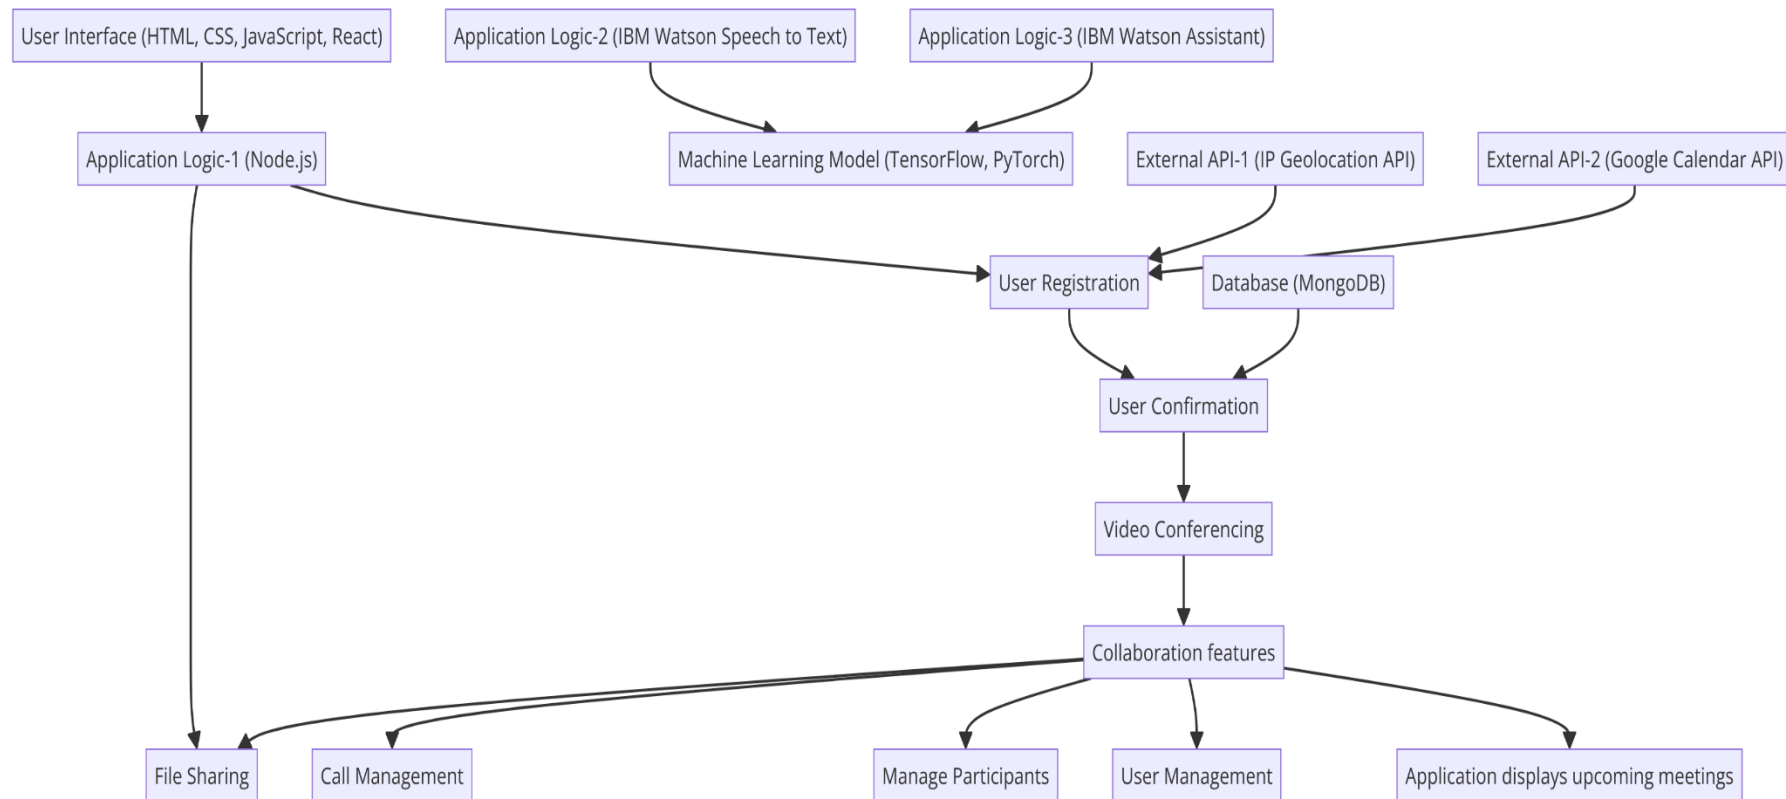 User Interface (HTML, CSS, JavaScript, React)
Application Logic-2 (IBM Watson Speech to Text)
Application Logic-3 (IBM Watson Assistant)
Application Logic-1 (Node.js)
Machine Learning Model (TensorFlow, PyTorch)
External API-1 (IP Geolocation API)
External API-2 (Google Calendar API)
User Registration
Database (MongoDB)
User Confirmation
Video Conferencing
Collaboration features
File Sharing
Call Management
Manage Participants
User Management
Application displays upcoming meetings